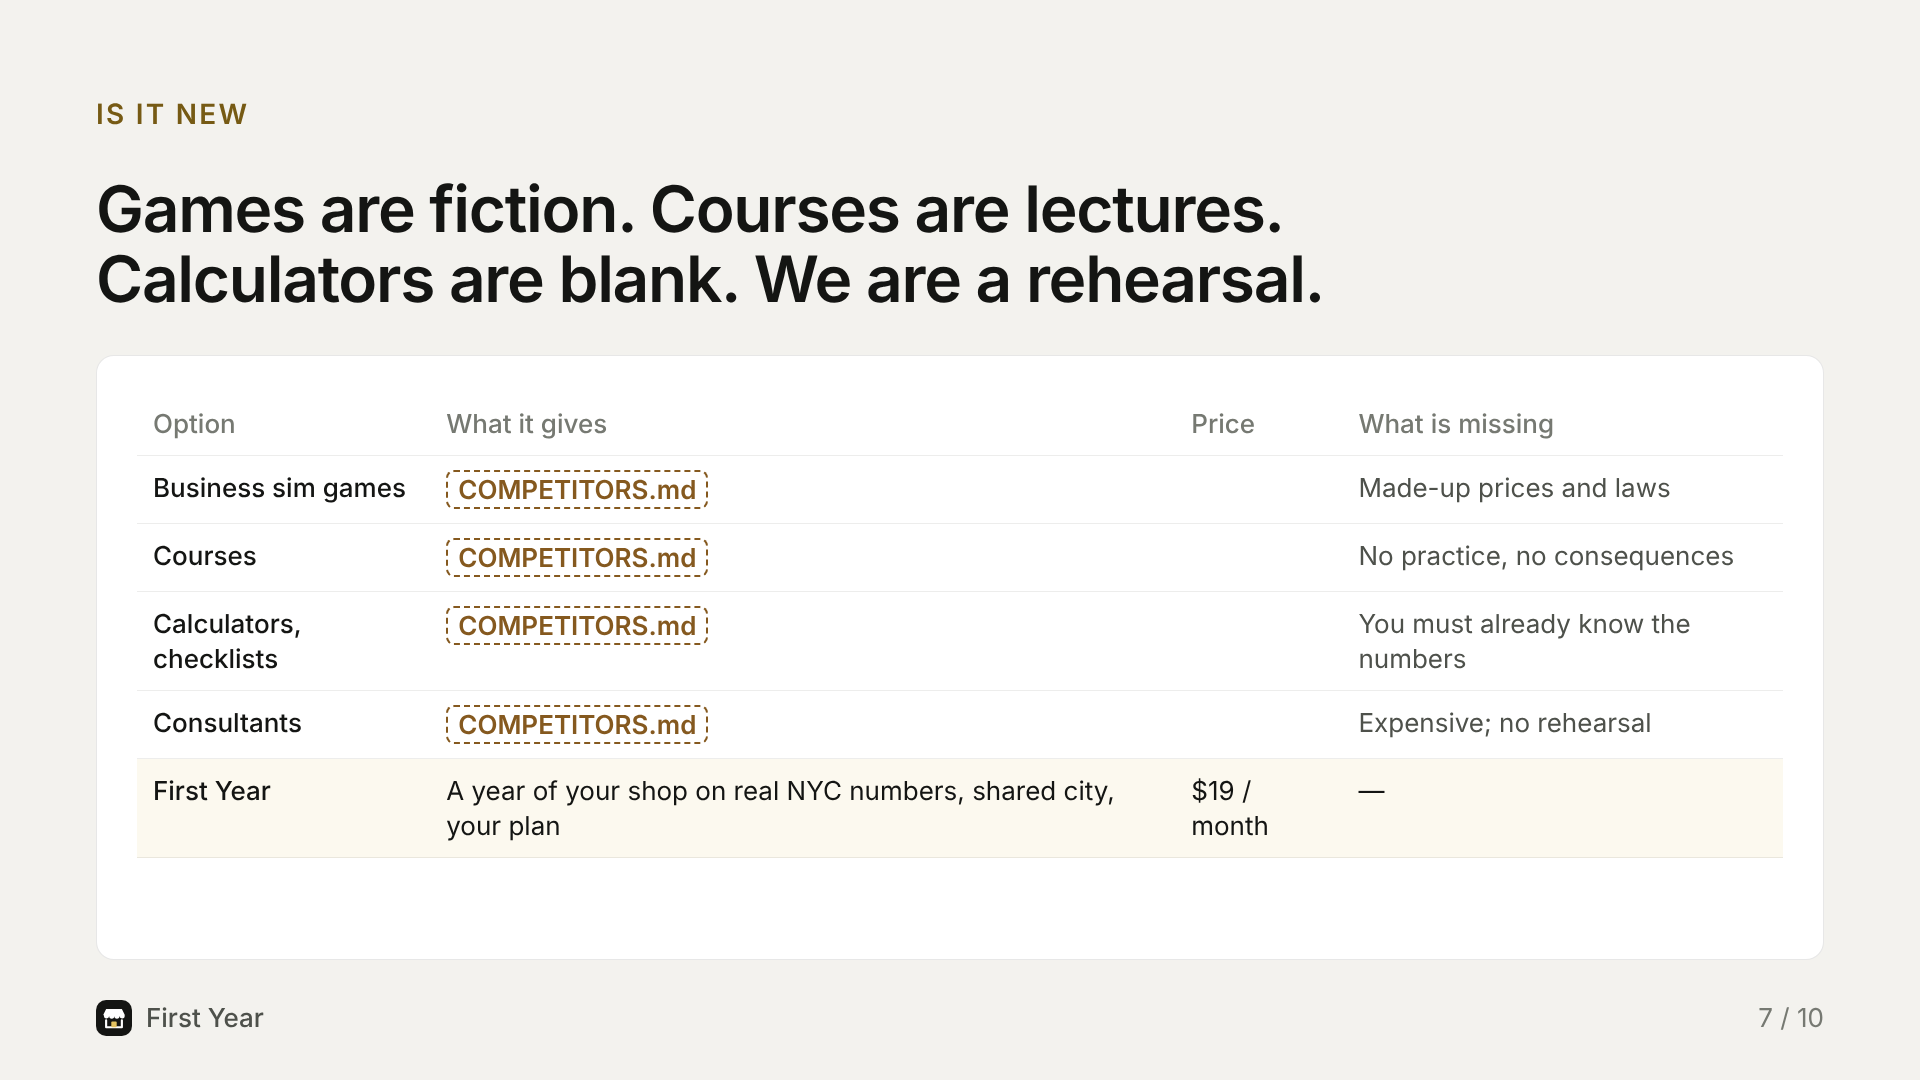 IS IT NEW
Games are fiction. Courses are lectures.
Calculators are blank. We are a rehearsal.
Option What it gives Price What is missing
Business sim games COMPETITORS.md Made-up prices and laws
Courses COMPETITORS.md No practice, no consequences
Calculators, COMPETITORS.md You must already know the
checklists numbers
Consultants COMPETITORS.md Expensive; no rehearsal
First Year A year of your shop on real NYC numbers, shared city, $19 / —
your plan month
First Year 7 / 10